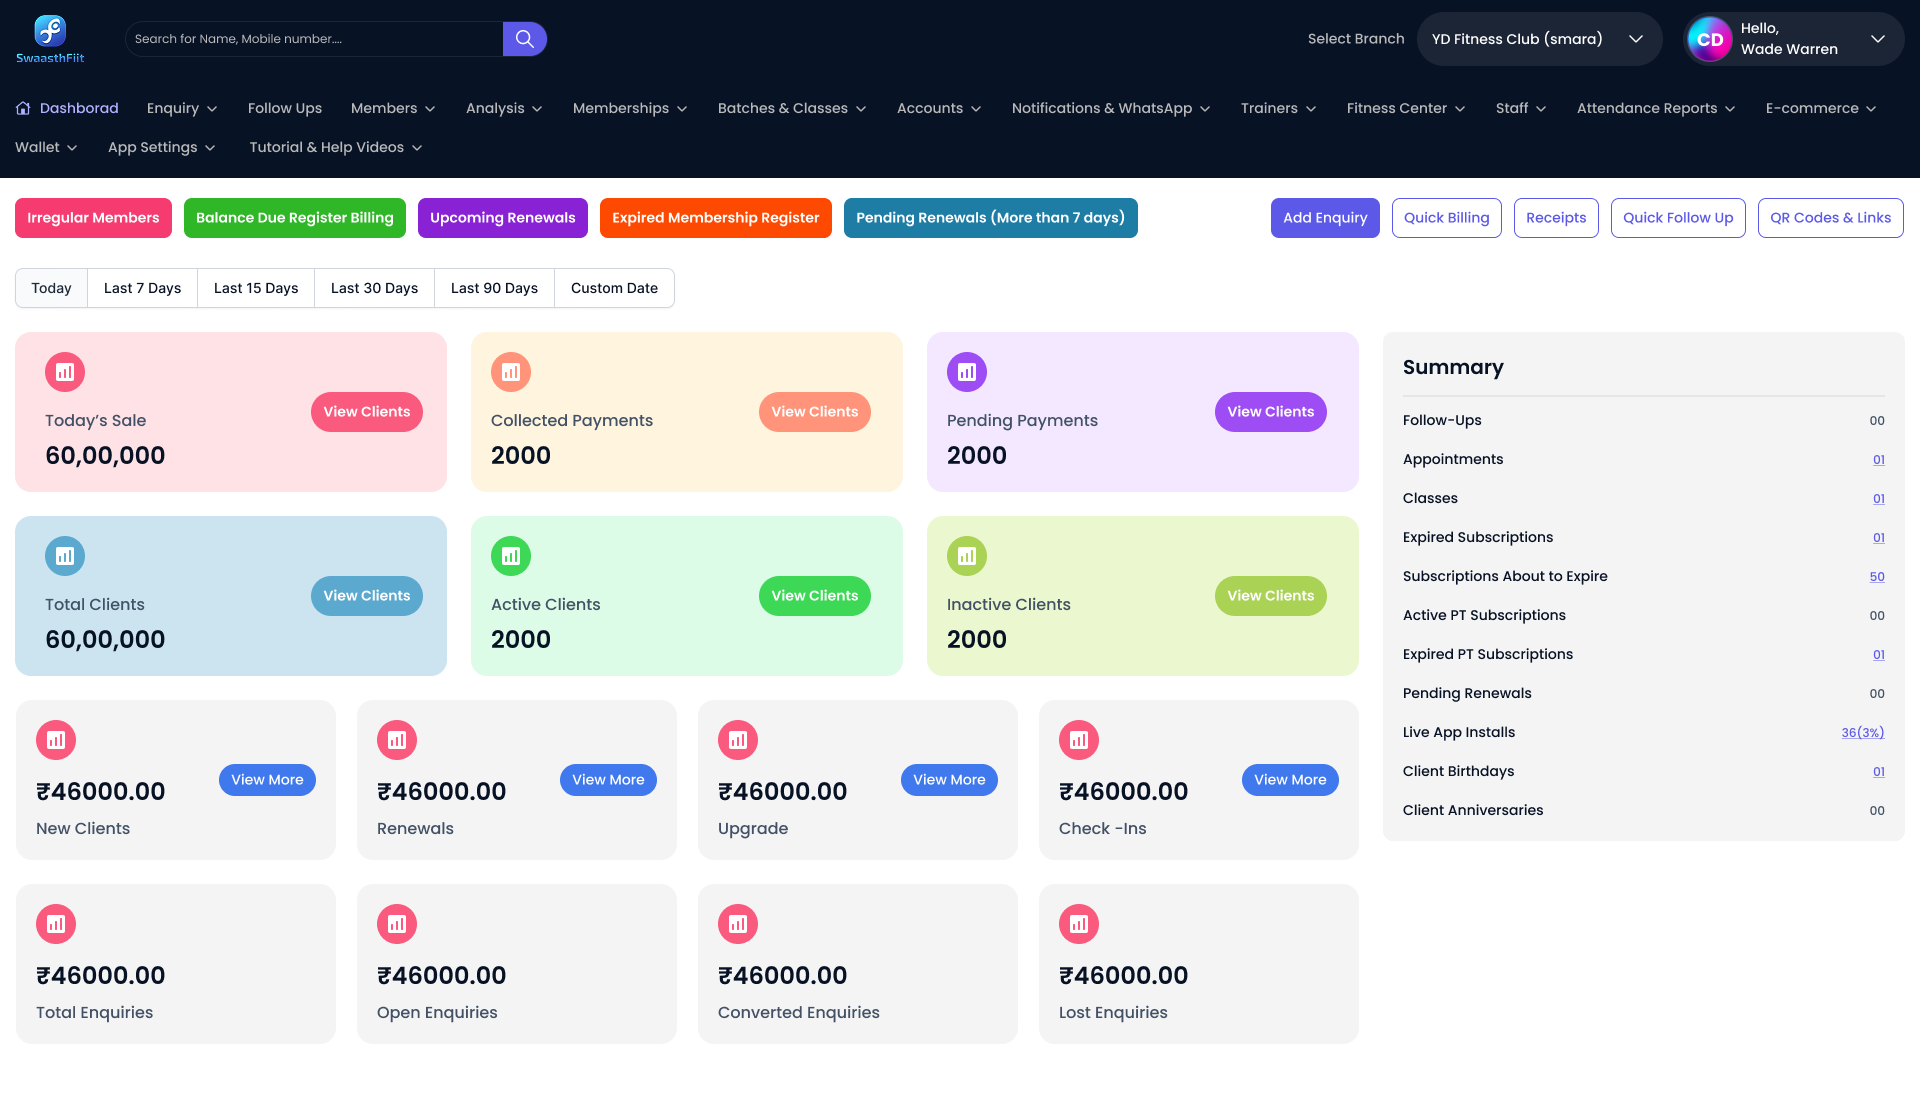 SwaasthFiit
Search for Name, Mobile number....
Select Branch
YD Fitness Club (smara)
CD
Hello,
Wade Warren
Dashborad
Enquiry
Follow Ups
Members
Analysis
Memberships
Batches & Classes
Accounts
Notifications & WhatsApp
Trainers
Fitness Center
Staff
Attendance Reports
E-commerce
Wallet
App Settings
Tutorial & Help Videos
Irregular Members
Balance Due Register Billing
Upcoming Renewals
Expired Membership Register
Pending Renewals (More than 7 days)
Add Enquiry
Quick Billing
Receipts
Quick Follow Up
QR Codes & Links
Today
Last 7 Days
Last 15 Days
Last 30 Days
Last 90 Days
Custom Date
Today’s Sale
60,00,000
View Clients
Collected Payments
2000
View Clients
Pending Payments
2000
View Clients
Total Clients
60,00,000
View Clients
Active Clients
2000
View Clients
Inactive Clients
2000
View Clients
₹46000.00
New Clients
View More
₹46000.00
Renewals
View More
₹46000.00
Upgrade
View More
₹46000.00
Check -Ins
View More
₹46000.00
Total Enquiries
₹46000.00
Open Enquiries
₹46000.00
Converted Enquiries
₹46000.00
Lost Enquiries
Summary
Follow-Ups 00
Appointments 01
Classes 01
Expired Subscriptions 01
Subscriptions About to Expire 50
Active PT Subscriptions 00
Expired PT Subscriptions 01
Pending Renewals 00
Live App Installs 36(3%)
Client Birthdays 01
Client Anniversaries 00